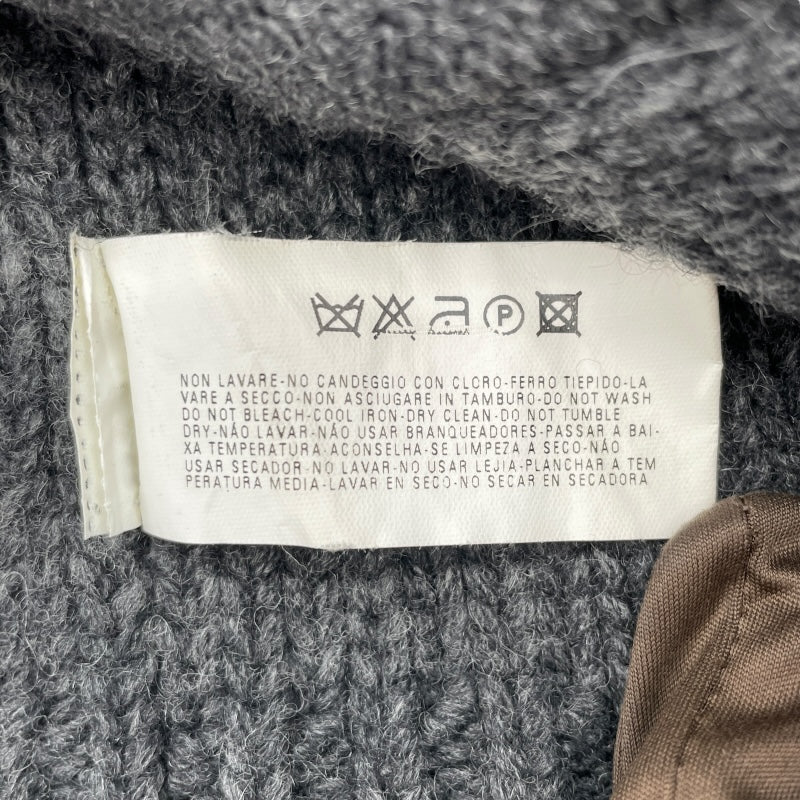 P
NON LAVARE-NO CANDEGGIO CON CLORO-FERRO TIEPIDO-LA
VARE A SECCO-NON ASCIUGARE IN TAMBURO-DO NOT WASH
DO NOT BLEACH-COOL IRON-DRY CLEAN-DO NOT TUMBLE
DRY-NÃO LAVAR-NÃO USAR BRANQUEADORES-PASSAR A BAI-
XA TEMPERATURA-ACONSELHA-SE LIMPEZA A SECO-NÃO
USAR SECADOR-NO LAVAR-NO USAR LEJIA-PLANCHAR A TEM
PERATURA MEDIA-LAVAR EN SECO-NO SECAR EN SECADORA